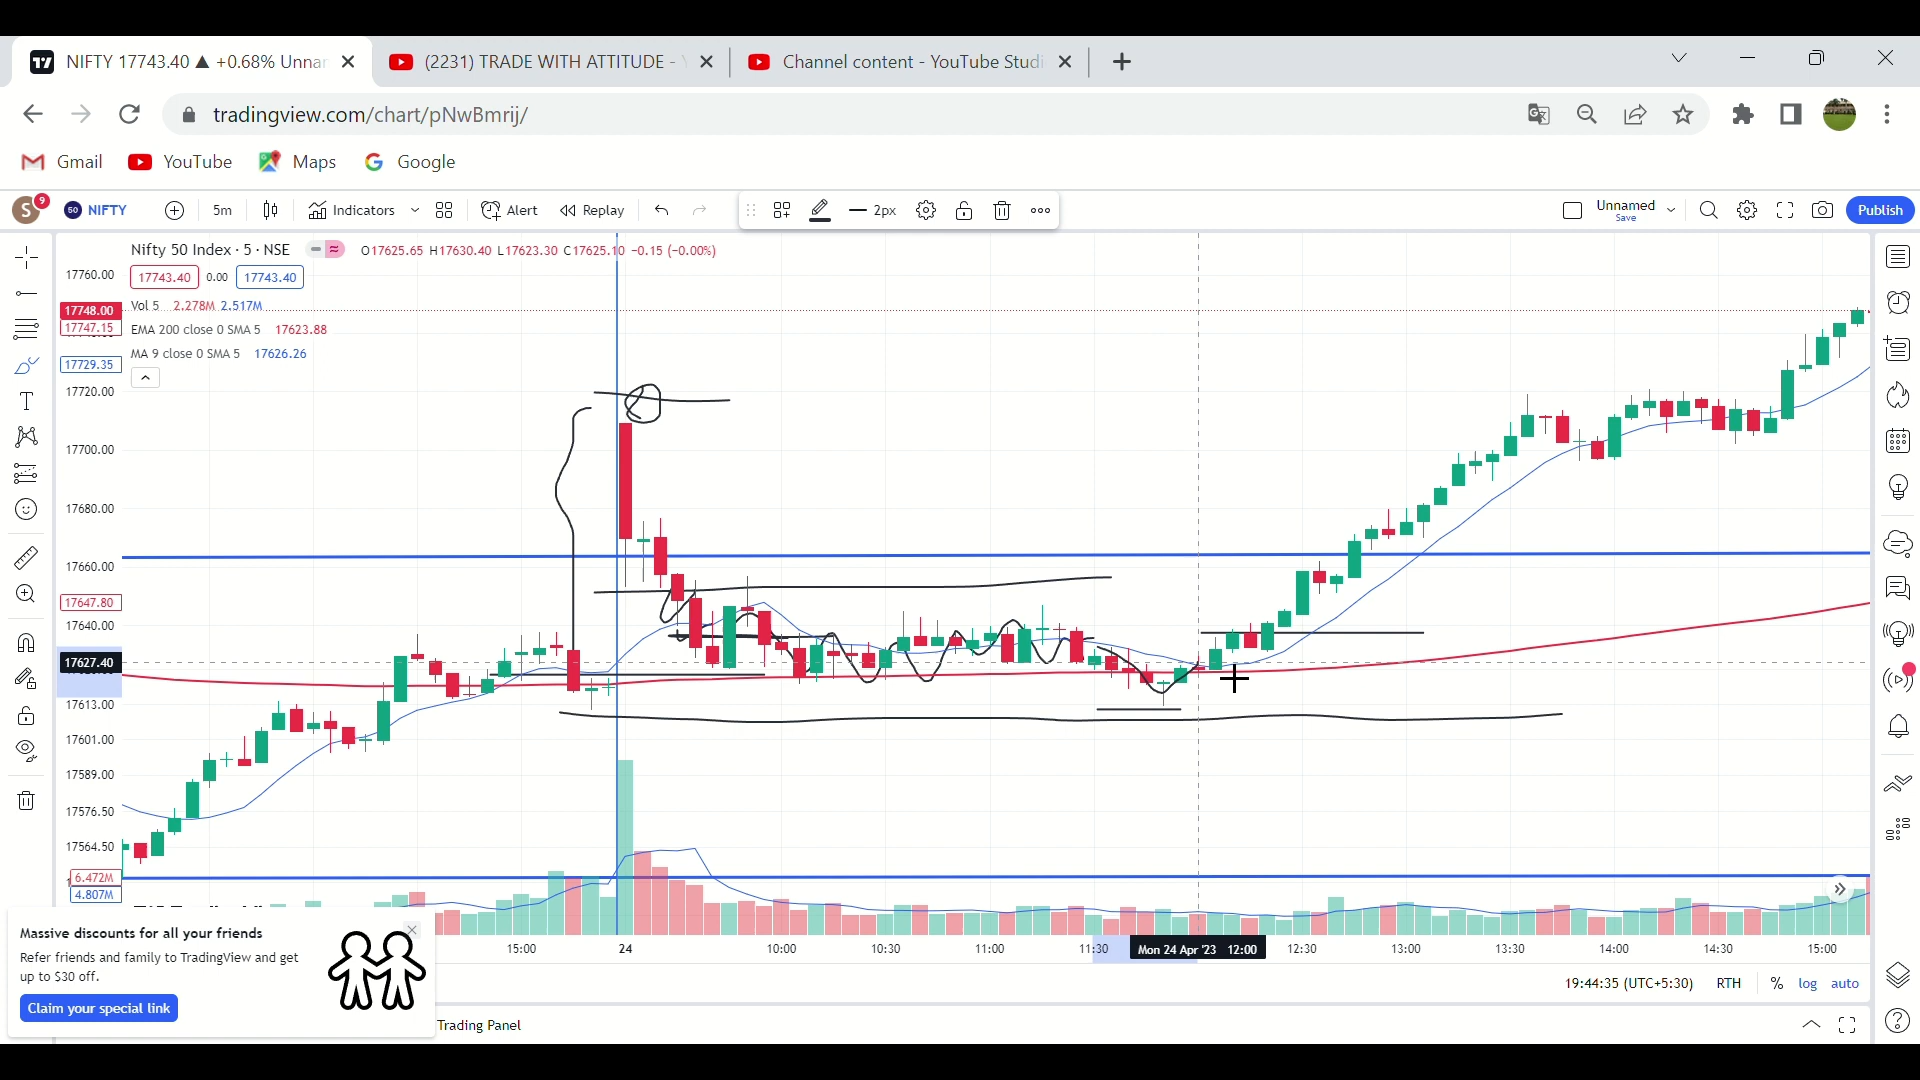 NIFTY 17743.40 ▲ +0.68% Unnar
(2231) TRADE WITH ATTITUDE -
Channel content - YouTube Studi
tradingview.com/chart/pNwBmrij/
Gmail YouTube Maps Google
S 9 50 NIFTY 5m Indicators Alert Replay 2px Unnamed Save Publish
Nifty 50 Index · 5 · NSE O17625.65 H17630.40 L17623.30 C17625.10 -0.15 (-0.00%)
17743.40 0.00 17743.40
Vol 5 2.278M 2.517M
EMA 200 close 0 SMA 5 17623.88
MA 9 close 0 SMA 5 17626.26
17760.00
17748.00
17747.15
17729.35
17720.00
17700.00
17680.00
17660.00
17647.80
17640.00
17627.40
17613.00
17601.00
17589.00
17576.50
17564.50
6.472M
4.807M
15:00 24 10:00 10:30 11:00 11:30 Mon 24 Apr '23 12:00 12:30 13:00 13:30 14:00 14:30 15:00
Massive discounts for all your friends
Refer friends and family to TradingView and get
up to $30 off.
Claim your special link
19:44:35 (UTC+5:30) RTH % log auto
Trading Panel